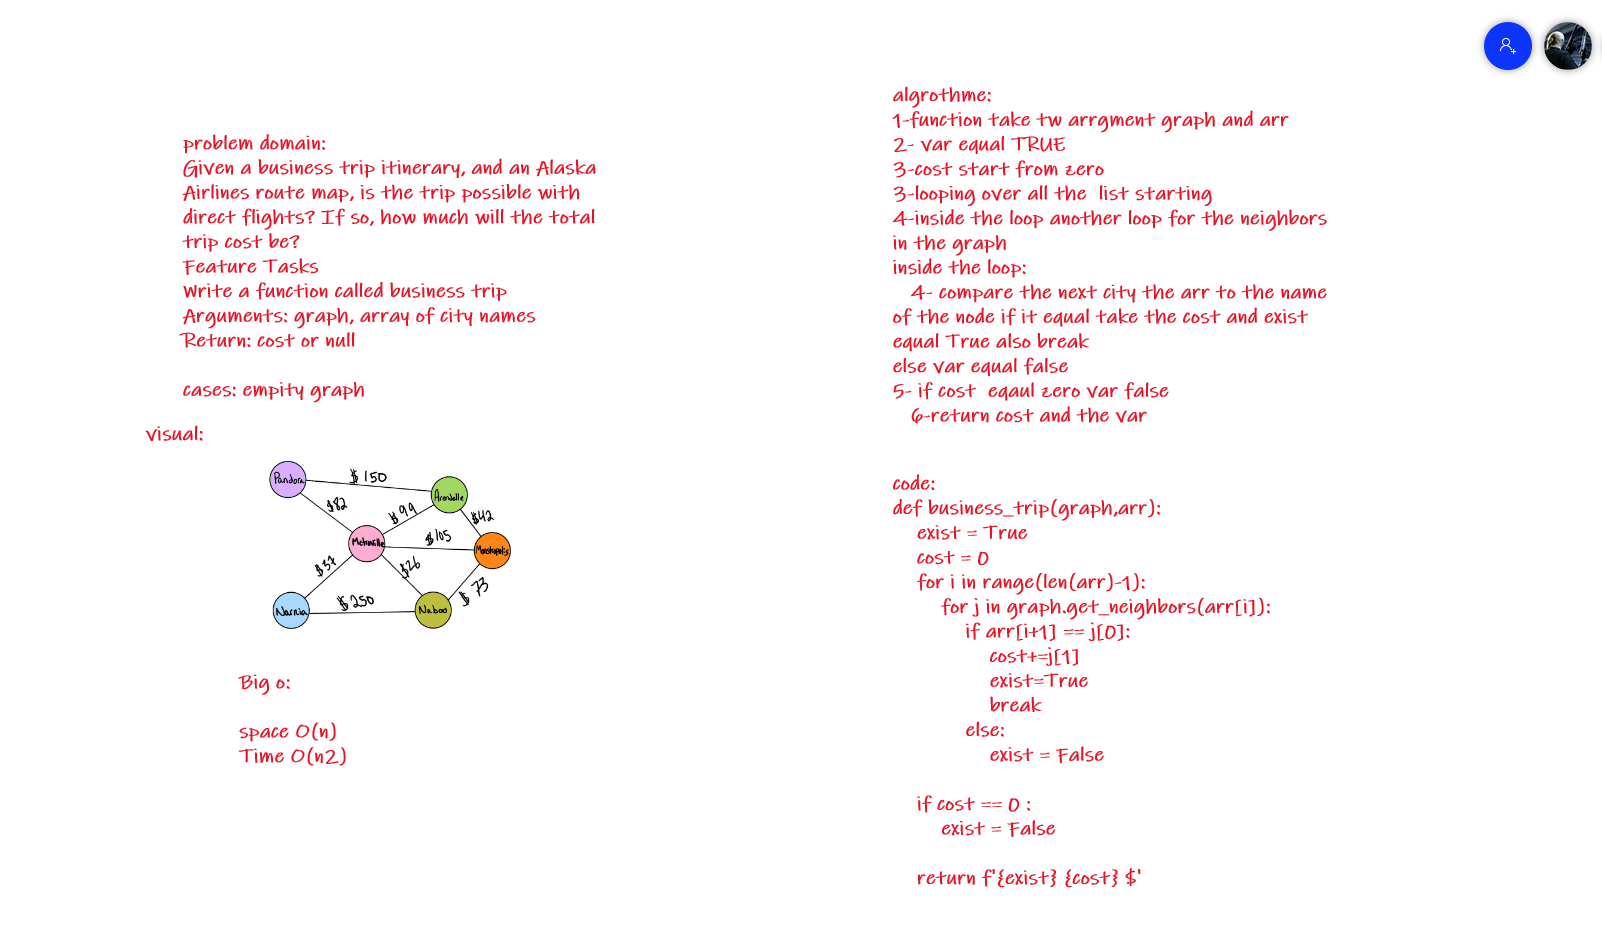 problem domain:
Given a business trip itinerary, and an Alaska
Airlines route map, is the trip possible with
direct flights? If so, how much will the total
trip cost be?
Feature Tasks
Write a function called business trip
Arguments: graph, array of city names
Return: cost or null
cases: empity graph
visual:
Pandora
$150
Arendelle
$82
$99
$42
Metroville
$105
Monstropolis
$37
$26
$73
Narnia
$250
Naboo
Big o:
space O(n)
Time O(n2)
algrothme:
1-function take tw arrgment graph and arr
2- var equal TRUE
3-cost start from zero
3-looping over all the list starting
4-inside the loop another loop for the neighbors
in the graph
inside the loop:
4- compare the next city the arr to the name
of the node if it equal take the cost and exist
equal True also break
else var equal false
5- if cost eqaul zero var false
6-return cost and the var
code:
def business_trip(graph,arr):
exist = True
cost = 0
for i in range(len(arr)-1):
for j in graph.get_neighbors(arr[i]):
if arr[i+1] == j[0]:
cost+=j[1]
exist=True
break
else:
exist = False
if cost == 0 :
exist = False
return f'{exist} {cost} $'